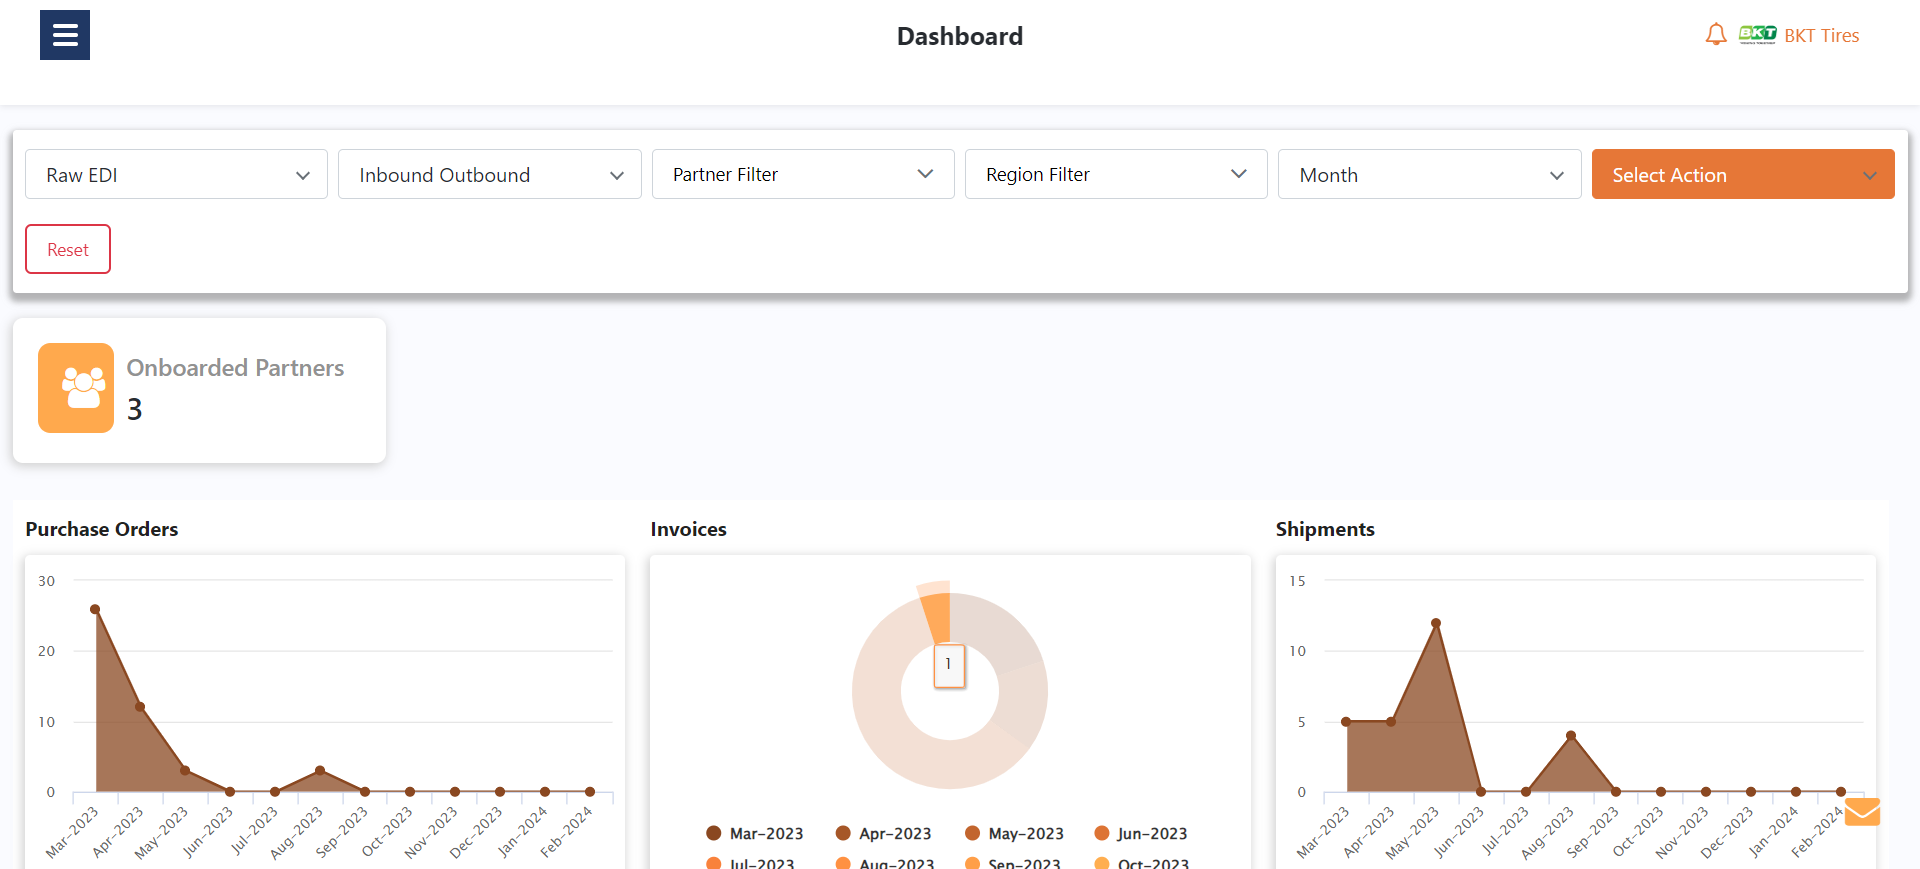 Dashboard
BKT
BKT Tires
Raw EDI
Inbound Outbound
Partner Filter
Region Filter
Month
Select Action
Reset
Onboarded Partners
3
Purchase Orders
30
20
10
0
Mar-2023
Apr-2023
May-2023
Jun-2023
Jul-2023
Aug-2023
Sep-2023
Oct-2023
Nov-2023
Dec-2023
Jan-2024
Feb-2024
Invoices
1
Mar-2023
Apr-2023
May-2023
Jun-2023
Jul-2023
Aug-2023
Sep-2023
Oct-2023
Shipments
15
10
5
0
Mar-2023
Apr-2023
May-2023
Jun-2023
Jul-2023
Aug-2023
Sep-2023
Oct-2023
Nov-2023
Dec-2023
Jan-2024
Feb-2024